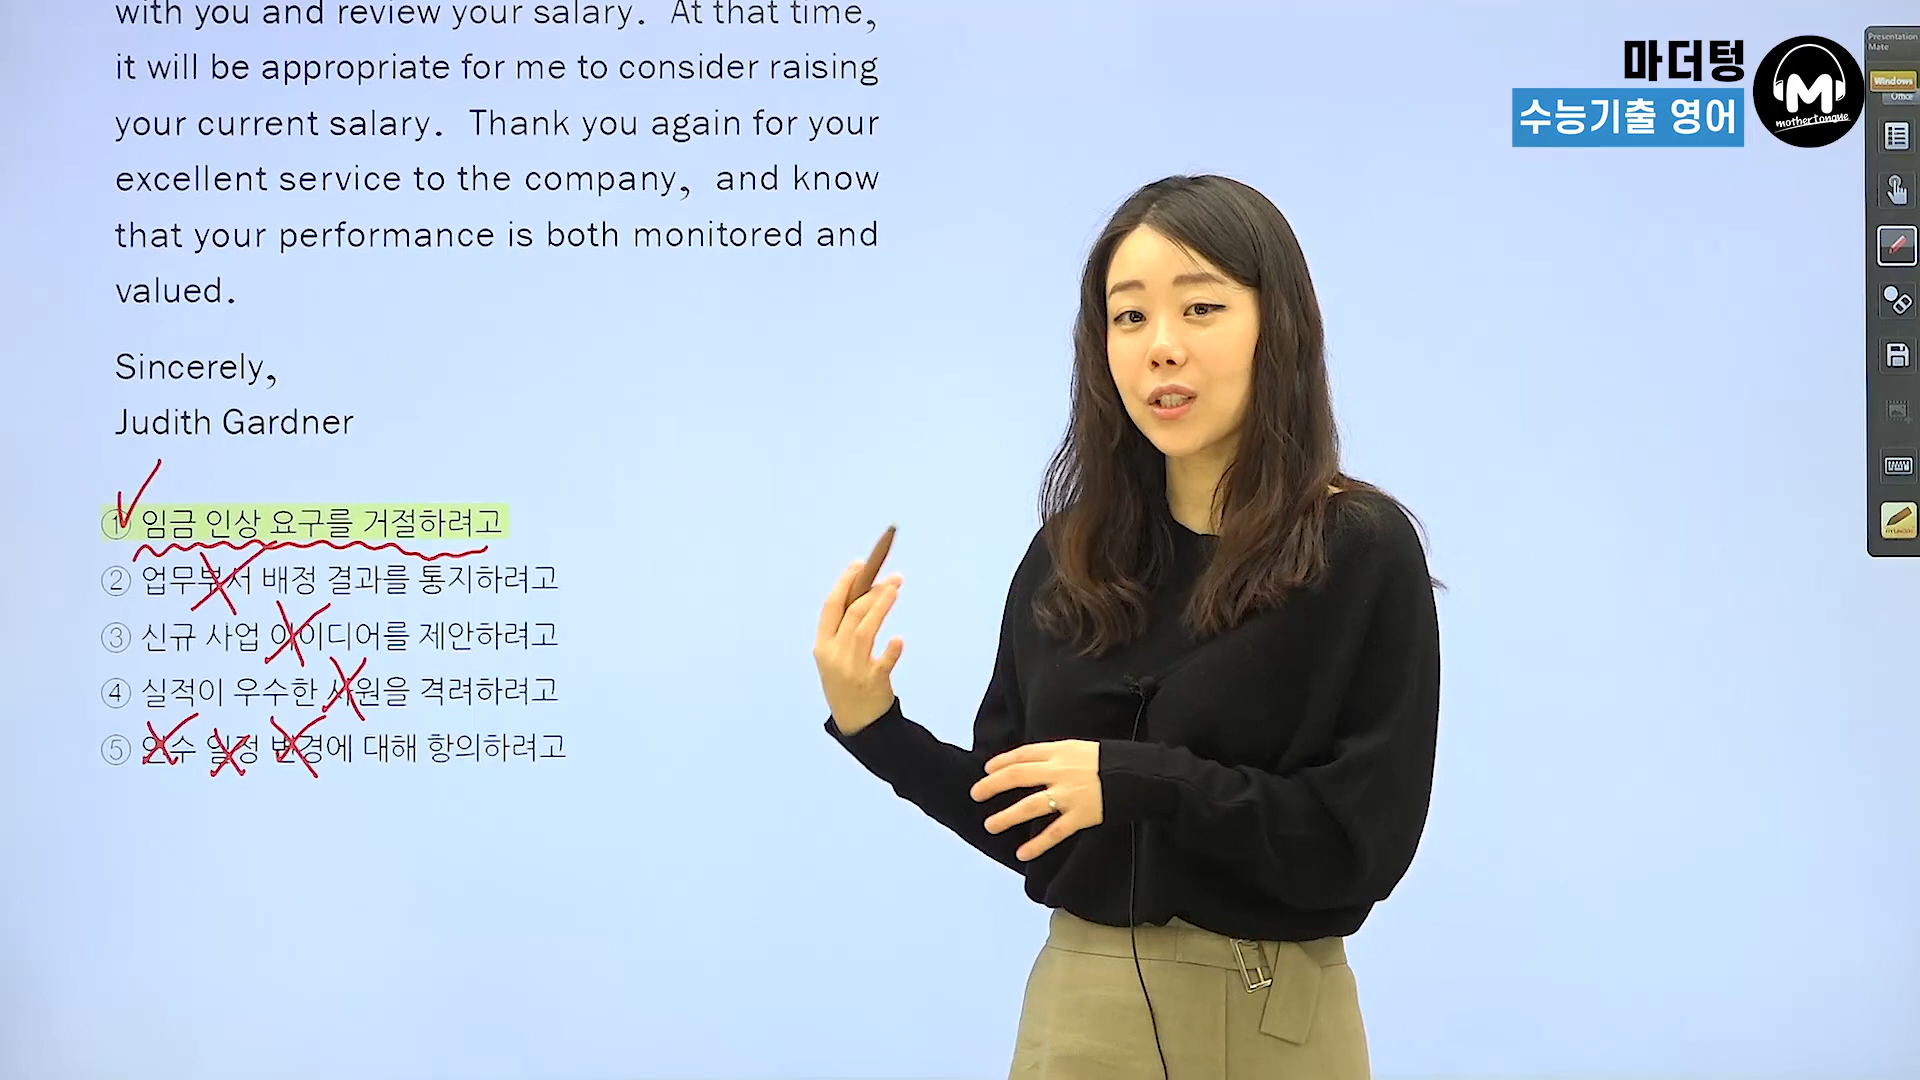 with you and review your salary. At that time,
it will be appropriate for me to consider raising
your current salary. Thank you again for your
excellent service to the company, and know
that your performance is both monitored and
valued.
Sincerely,
Judith Gardner
① 임금 인상 요구를 거절하려고
② 업무부서 배정 결과를 통지하려고
③ 신규 사업 아이디어를 제안하려고
④ 실적이 우수한 사원을 격려하려고
⑤ 연수 일정 변경에 대해 항의하려고
마더텅
수능기출 영어
M
mothertongue
Presentation
Mate
Windows
Office